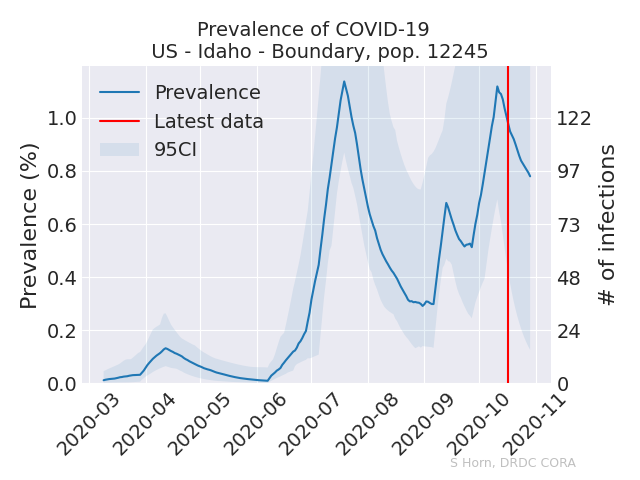 Prevalence of COVID-19
US - Idaho - Boundary, pop. 12245
Prevalence
Latest data
95CI
Prevalence (%)
1.0
0.8
0.6
0.4
0.2
0.0
122
97
73
48
24
0
# of infections
2020-03
2020-04
2020-05
2020-06
2020-07
2020-08
2020-09
2020-10
2020-11
S Horn, DRDC CORA